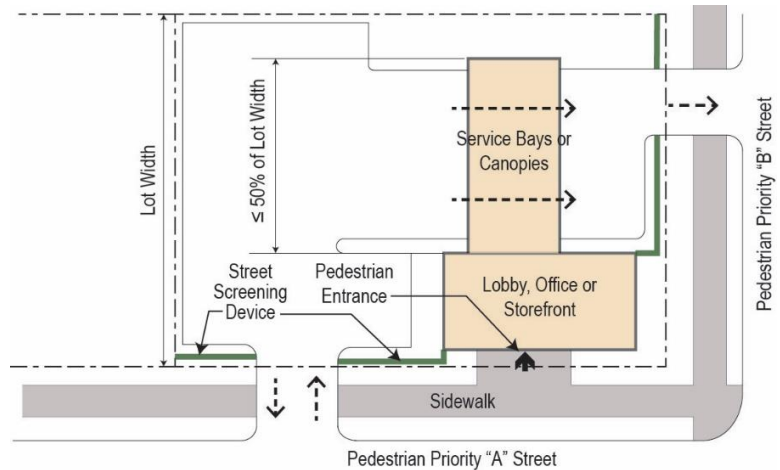 Lot Width
≤ 50% of Lot Width
Service Bays or
Canopies
Pedestrian Priority "B" Street
Street
Screening
Device
Pedestrian
Entrance
Lobby, Office or
Storefront
Sidewalk
Pedestrian Priority "A" Street